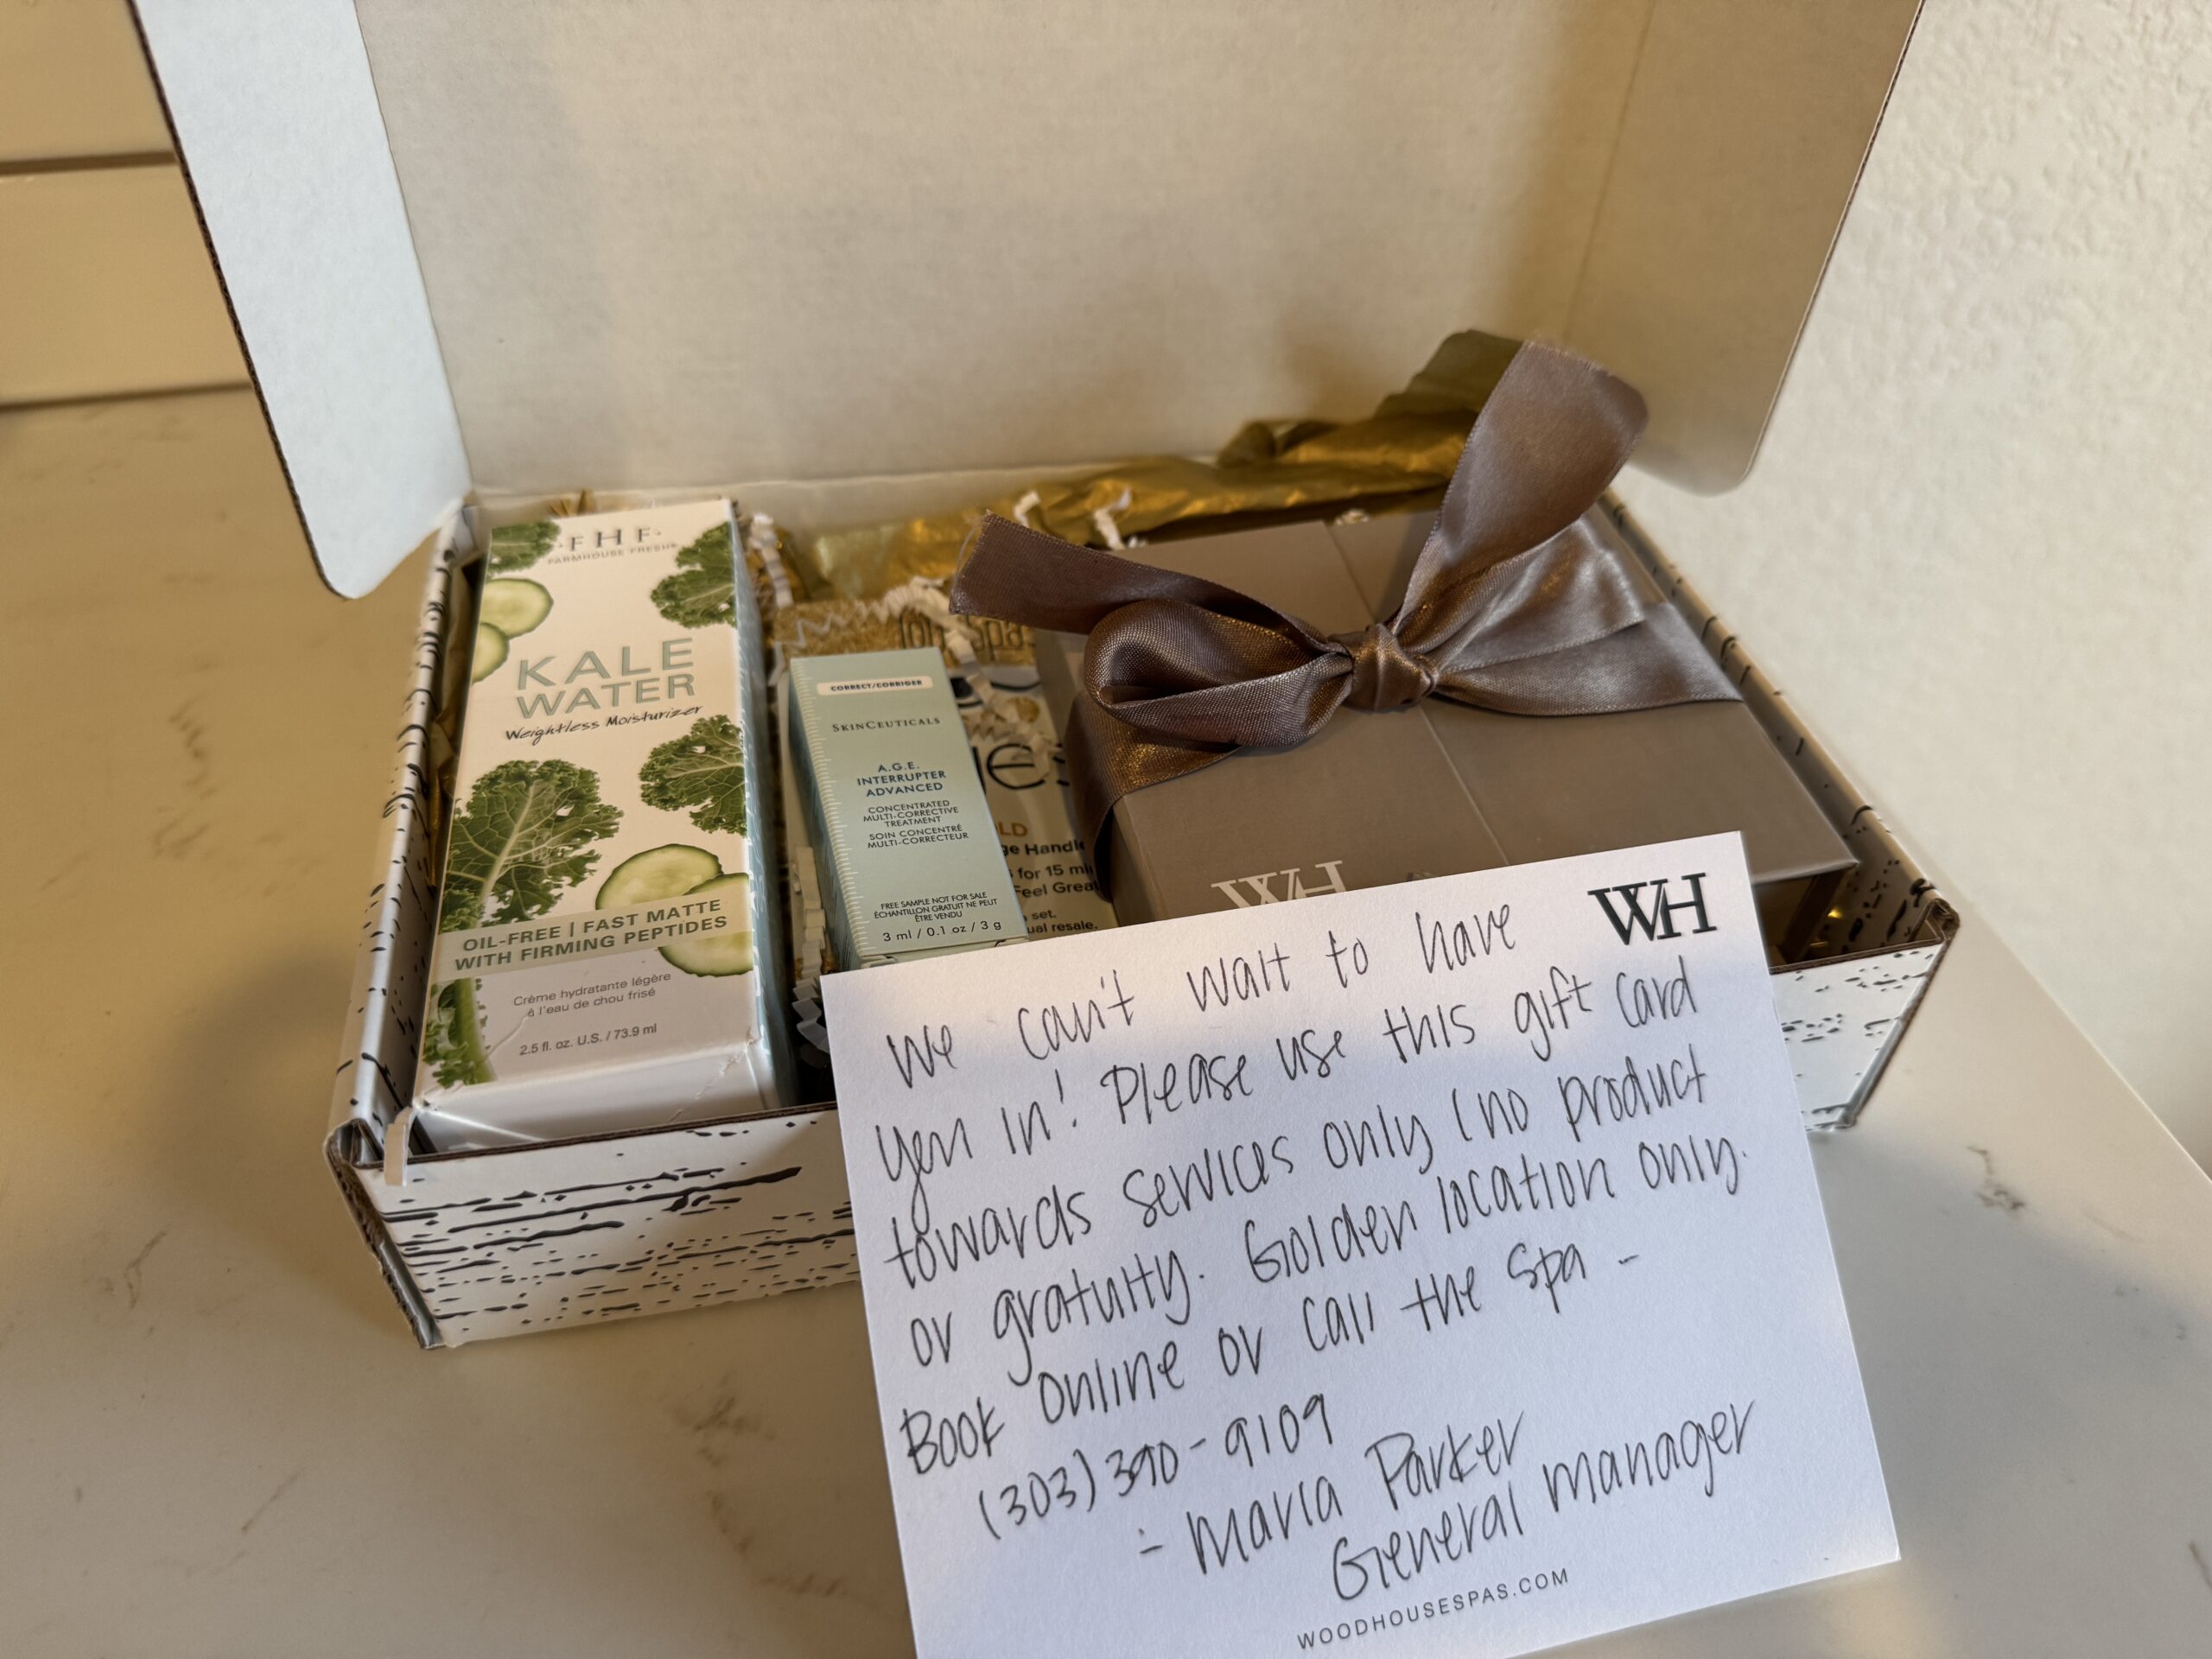 ·F H F·
FARMHOUSE FRESH®
KALE
WATER
Weightless Moisturizer
OIL-FREE | FAST MATTE
WITH FIRMING PEPTIDES
Crème hydratante légère
à l'eau de chou frisé
2.5 fl. oz. U.S. / 73.9 ml
CORRECT/CORRIGER
SKINCEUTICALS
A.G.E.
INTERRUPTER
ADVANCED
CONCENTRATED
MULTI-CORRECTIVE
TREATMENT
SOIN CONCENTRÉ
MULTI-CORRECTEUR
FREE SAMPLE NOT FOR SALE
ÉCHANTILLON GRATUIT NE PEUT
ÊTRE VENDU
3 ml / 0.1 oz / 3 g
for 15
Feel
set.
resale.
WH
WH
We can't wait to have
you in! Please use this gift card
towards services only (no product
or gratuity. Golden location only.
Book online or call the spa -
(303) 390-9109
- Maria Parker
General manager
WOODHOUSESPAS.COM